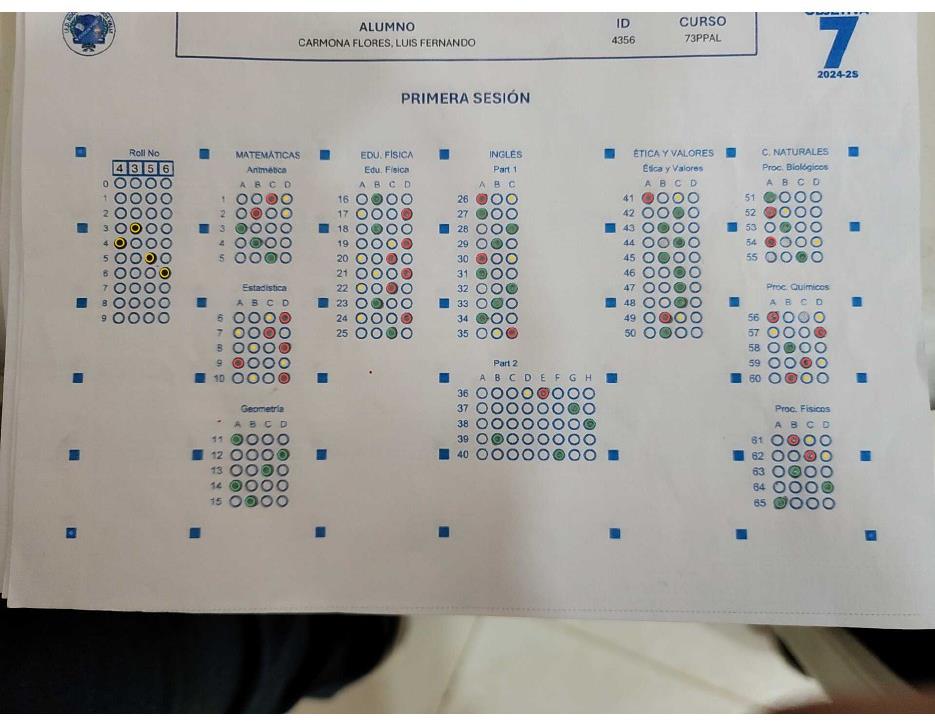 OBJETIVA
ALUMNO
ID
CURSO
CARMONA FLORES, LUIS FERNANDO
4356
73PPAL
7
2024-25
PRIMERA SESIÓN
Roll No
4 3 5 6
0
1
2
3
4
5
6
7
8
9
MATEMÁTICAS
Aritmética
A B C D
1
2
3
4
5
Estadística
A B C D
6
7
8
9
10
Geometría
A B C D
11
12
13
14
15
EDU. FÍSICA
Edu. Física
A B C D
16
17
18
19
20
21
22
23
24
25
INGLÉS
Part 1
A B C
26
27
28
29
30
31
32
33
34
35
Part 2
A B C D E F G H
36
37
38
39
40
ÉTICA Y VALORES
Ética y Valores
A B C D
41
42
43
44
45
46
47
48
49
50
C. NATURALES
Proc. Biológicos
A B C D
51
52
53
54
55
Proc. Químicos
A B C D
56
57
58
59
60
Proc. Físicos
A B C D
61
62
63
64
65